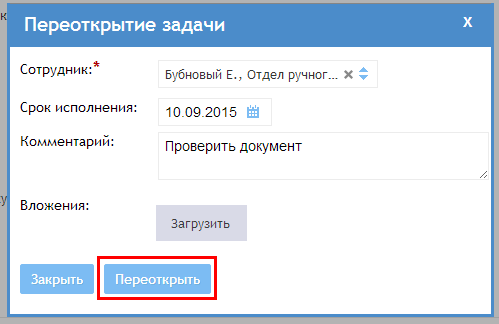 Переоткрытие задачи x
Сотрудник:* Бубновый Е., Отдел ручног...
Срок исполнения: 10.09.2015
Комментарий: Проверить документ
Вложения: Загрузить
Закрыть Переоткрыть